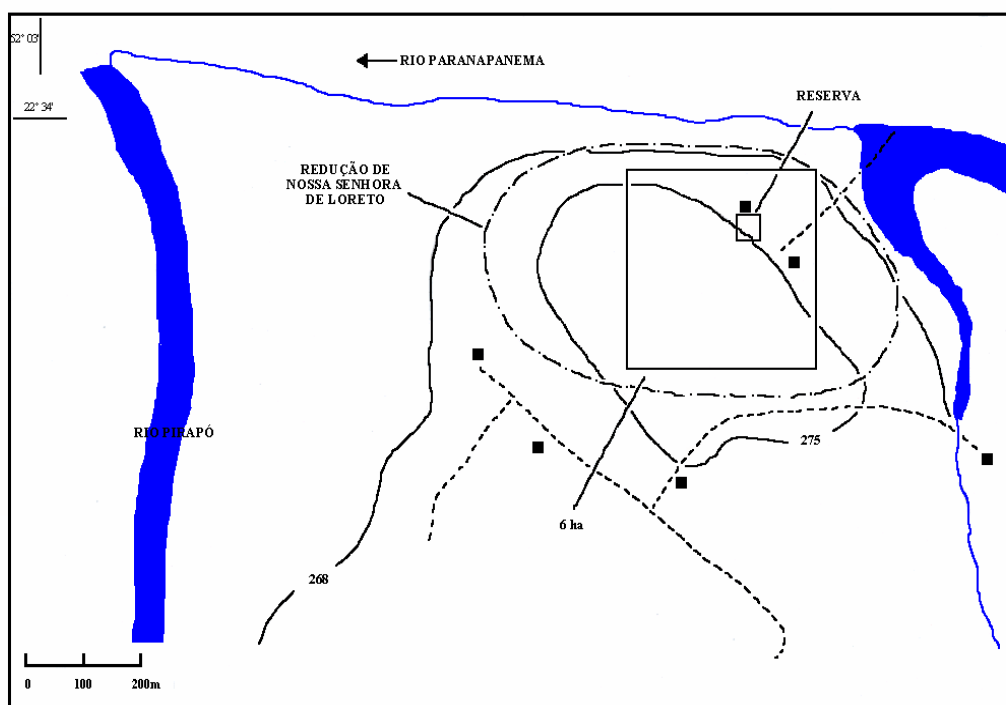 52° 03'
RIO PARANAPANEMA
RESERVA
22° 34'
REDUÇÃO DE
NOSSA SENHORA
DE LORETO
RIO PIRAPÓ
275
6 ha
268
0 100 200m